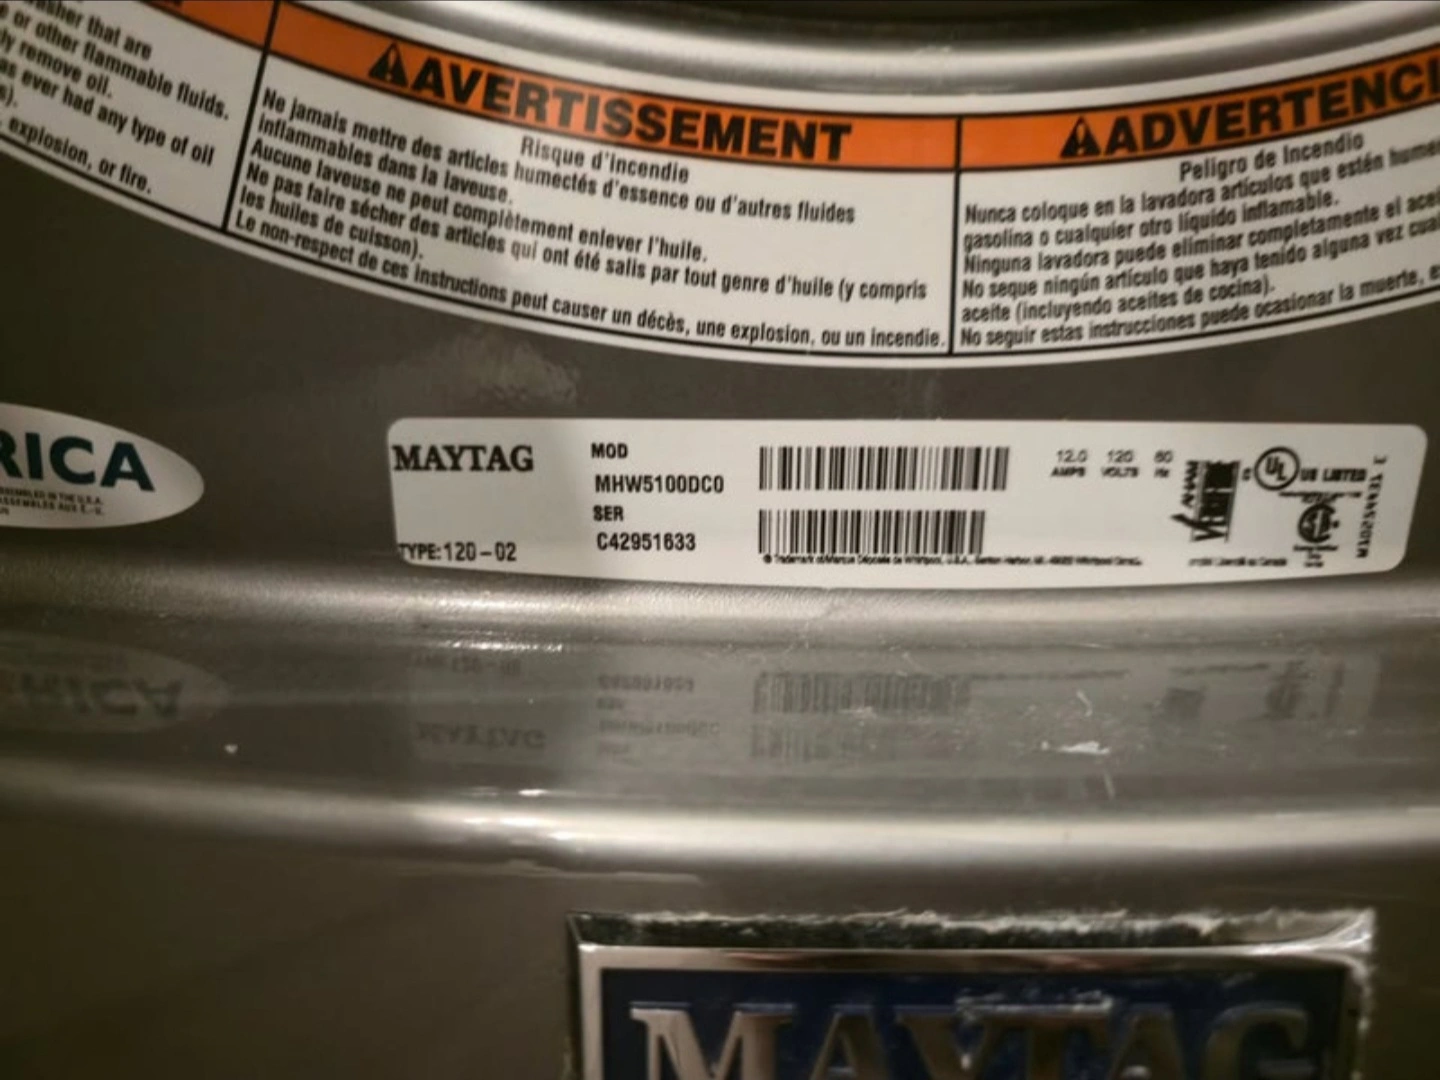 asher that are
or other flammable fluids.
ly remove oil.
as ever had any type of oil
s).
explosion, or fire.
AVERTISSEMENT
Risque d'incendie
Ne jamais mettre des articles humectés d'essence ou d'autres fluides
inflammables dans la laveuse.
Aucune laveuse ne peut complètement enlever l'huile.
Ne pas faire sécher des articles qui ont été salis par tout genre d'huile (y compris
les huiles de cuisson).
Le non-respect de ces instructions peut causer un décès, une explosion, ou un incendie.
ADVERTENCI
Peligro de Incendio
Nunca coloque en la lavadora artículos que estén hume
gasolina o cualquier otro líquido inflamable.
Ninguna lavadora puede eliminar completamente el acei
No seque ningún artículo que haya tenido alguna vez cual
aceite (incluyendo aceites de cocina).
No seguir estas instrucciones puede ocasionar la muerte, e
RICA
MAYTAG
TYPE:120-02
MOD
MHW5100DC0
SER
C42951633
12.0 120 60
AMPS VOLTS Hz
UL US LISTED
MAYTAG